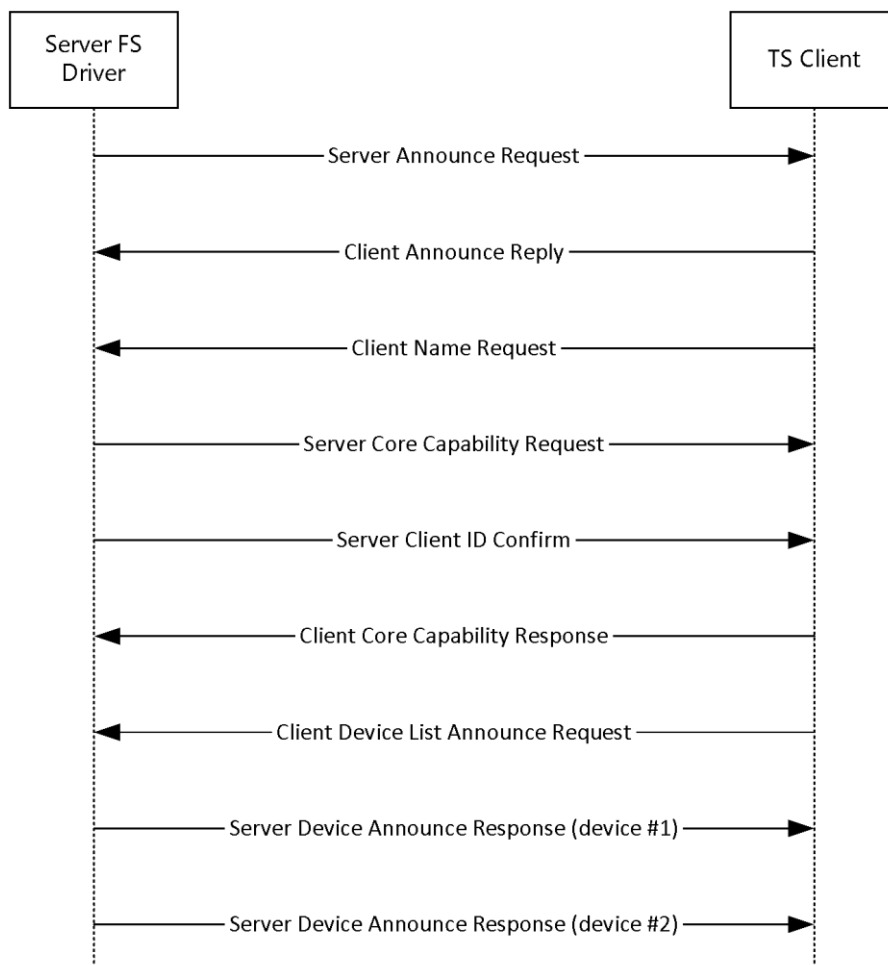 Server FS
Driver
TS Client
Server Announce Request
Client Announce Reply
Client Name Request
Server Core Capability Request
Server Client ID Confirm
Client Core Capability Response
Client Device List Announce Request
Server Device Announce Response (device #1)
Server Device Announce Response (device #2)